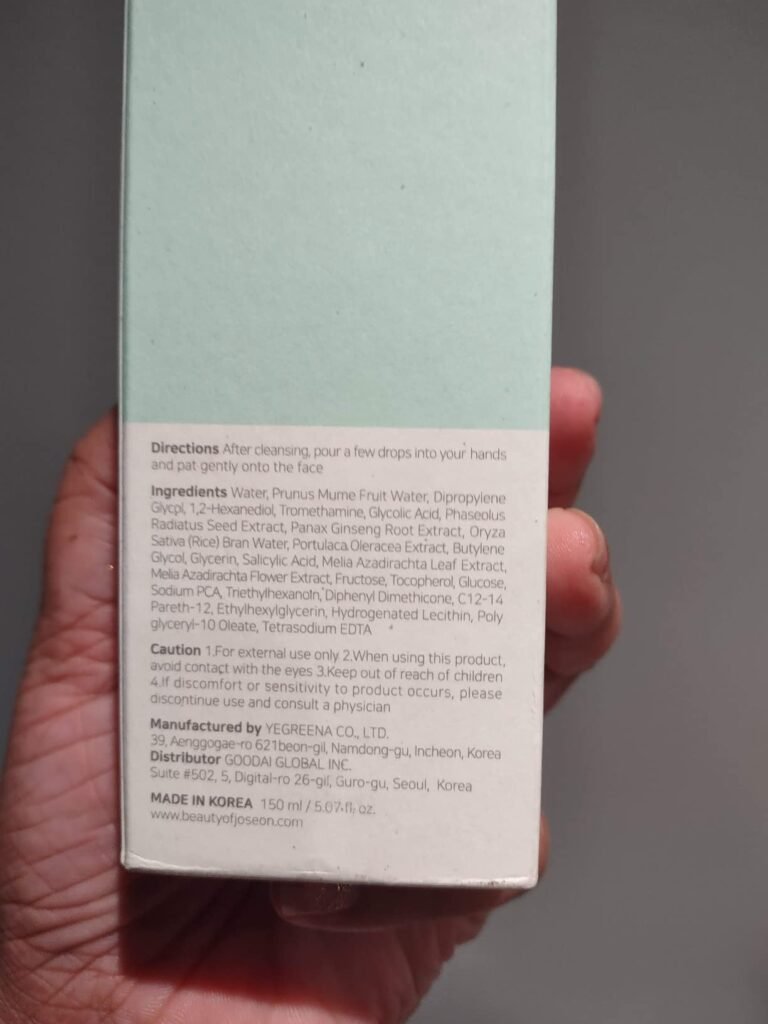 Directions After cleansing, pour a few drops into your hands
and pat gently onto the face
Ingredients Water, Prunus Mume Fruit Water, Dipropylene
Glycol, 1,2-Hexanediol, Tromethamine, Glycolic Acid, Phaseolus
Radiatus Seed Extract, Panax Ginseng Root Extract, Oryza
Sativa (Rice) Bran Water, Portulaca Oleracea Extract, Butylene
Glycol, Glycerin, Salicylic Acid, Melia Azadirachta Leaf Extract,
Melia Azadirachta Flower Extract, Fructose, Tocopherol, Glucose,
Sodium PCA, Triethylhexanoin, Diphenyl Dimethicone, C12-14
Pareth-12, Ethylhexylglycerin, Hydrogenated Lecithin, Poly
glyceryl-10 Oleate, Tetrasodium EDTA
Caution 1.For external use only 2.When using this product,
avoid contact with the eyes 3.Keep out of reach of children
4.If discomfort or sensitivity to product occurs, please
discontinue use and consult a physician
Manufactured by YEGREENA CO., LTD.
39, Aenggogae-ro 621beon-gil, Namdong-gu, Incheon, Korea
Distributor GOODAI GLOBAL INC.
Suite #502, 5, Digital-ro 26-gil, Guro-gu, Seoul, Korea
MADE IN KOREA 150 ml / 5.07 fl. oz.
www.beautyofjoseon.com